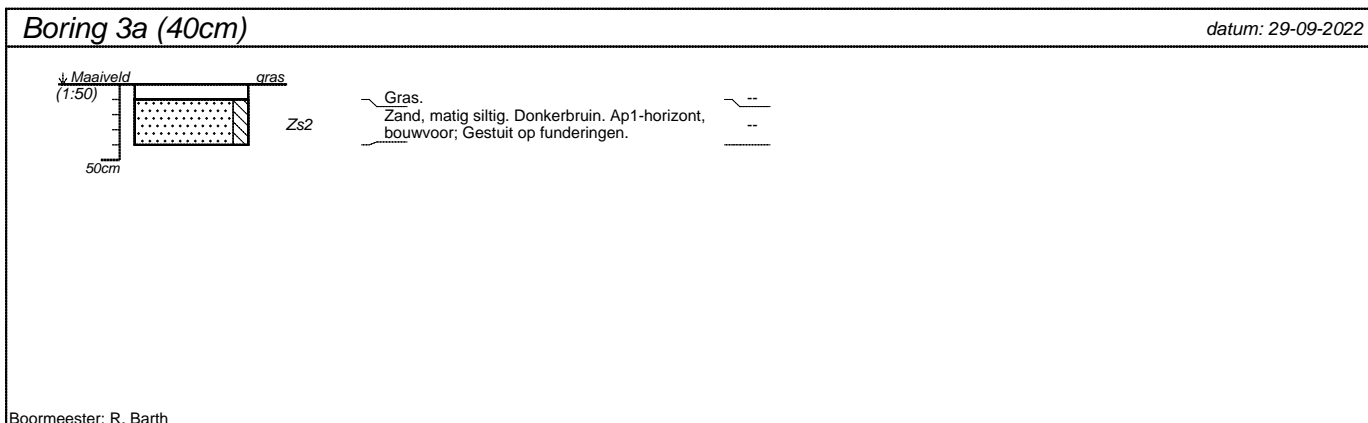 Boring 3a (40cm)
datum: 29-09-2022
Maaiveld
gras
(1:50)
Gras.
--
Zand, matig siltig. Donkerbruin. Ap1-horizont,
Zs2
--
bouwvoor; Gestuit op funderingen.
50cm
Boormeester: R. Barth